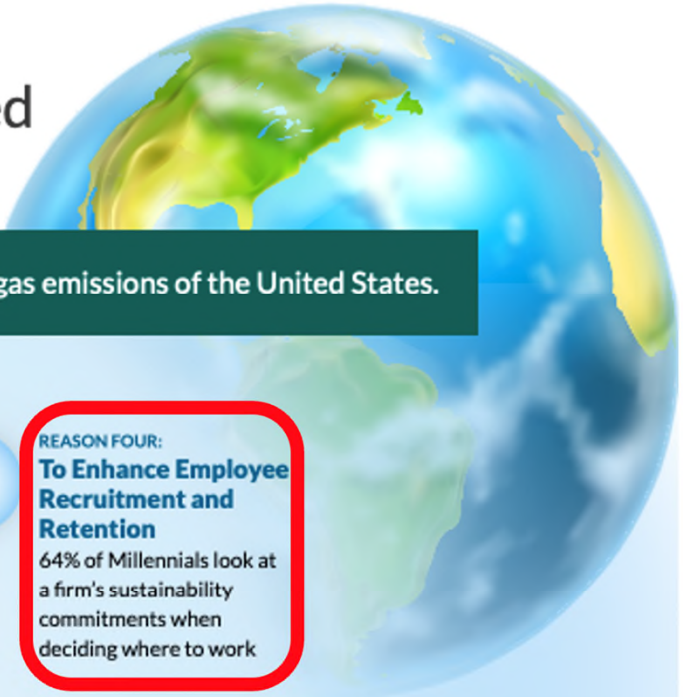 ed
gas emissions of the United States.
REASON FOUR:
To Enhance Employee
Recruitment and
Retention
64% of Millennials look at
a firm's sustainability
commitments when
deciding where to work